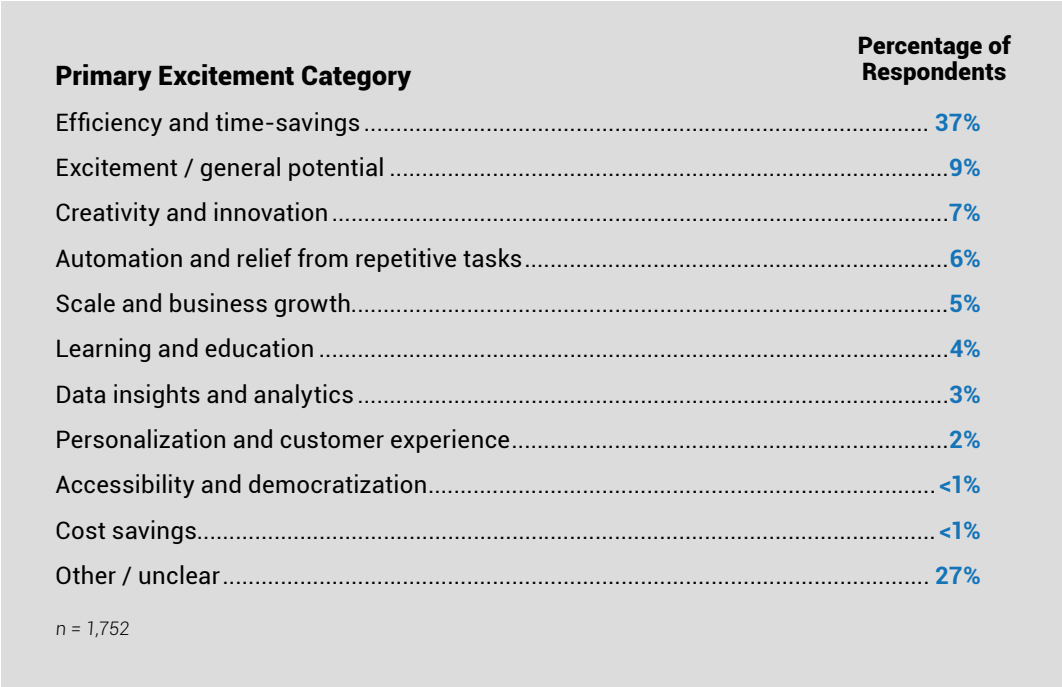 Primary Excitement Category
Percentage of
Respondents
Efficiency and time-savings 37%
Excitement / general potential 9%
Creativity and innovation 7%
Automation and relief from repetitive tasks 6%
Scale and business growth 5%
Learning and education 4%
Data insights and analytics 3%
Personalization and customer experience 2%
Accessibility and democratization <1%
Cost savings <1%
Other / unclear 27%
n = 1,752